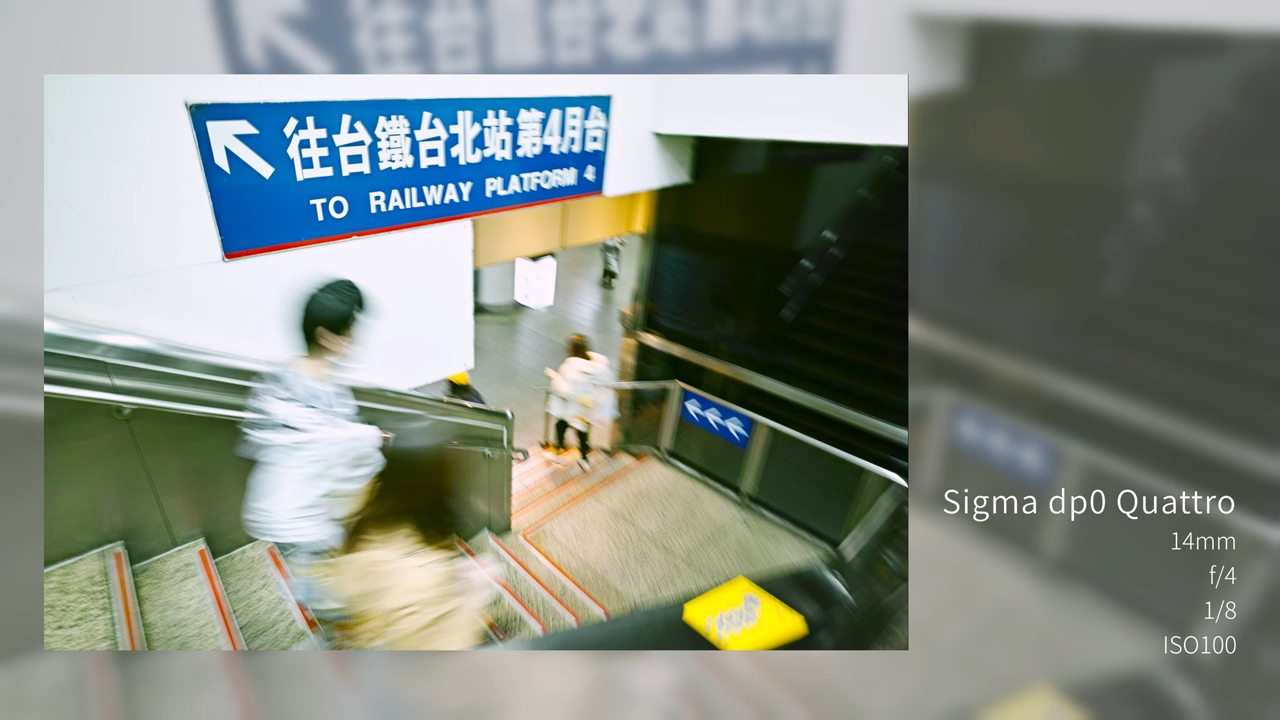 往台鐵台北站第4月台
TO RAILWAY PLATFORM 4
Sigma dp0 Quattro
14mm
f/4
1/8
ISO100